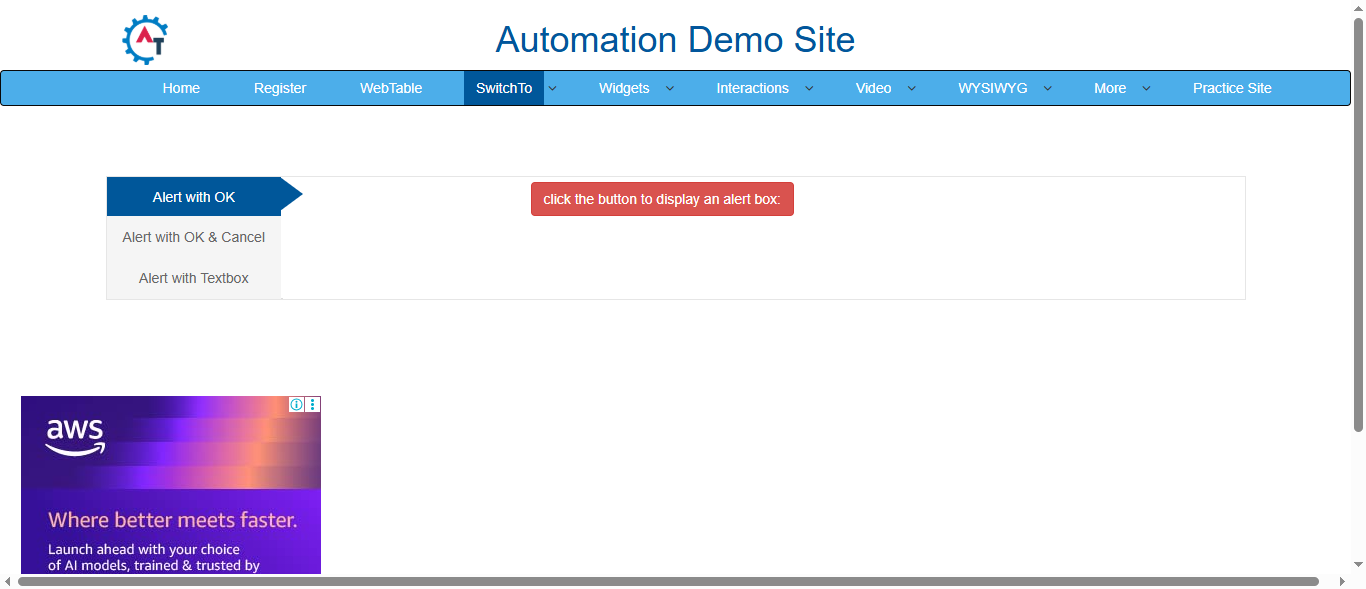 AT
Automation Demo Site
Home Register WebTable SwitchTo Widgets Interactions Video WYSIWYG More Practice Site
Alert with OK
click the button to display an alert box:
Alert with OK & Cancel
Alert with Textbox
aws
Where better meets faster.
Launch ahead with your choice
of AI models, trained & trusted by